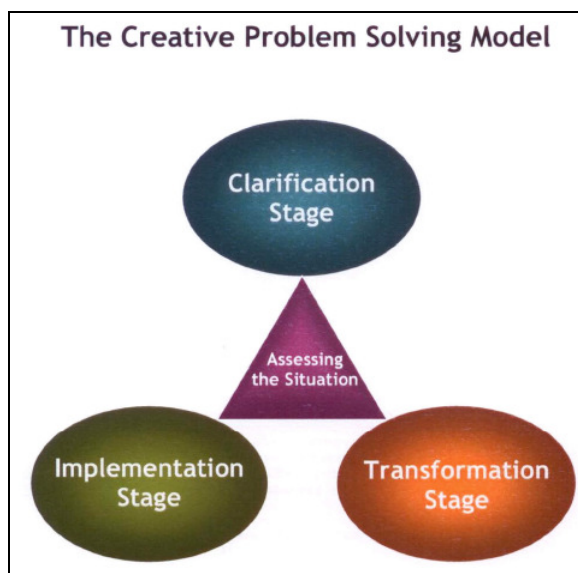 The Creative Problem Solving Model
Clarification
Stage
Assessing
the Situation
Implementation
Stage
Transformation
Stage